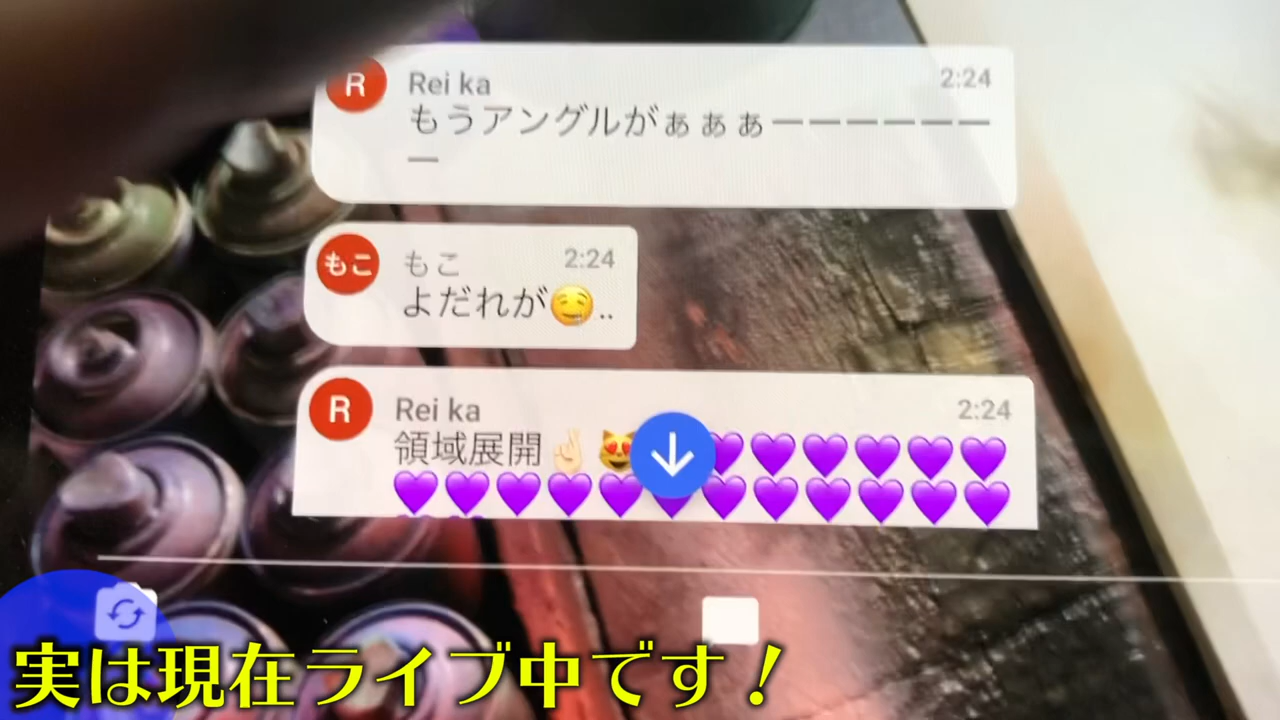 R Rei ka 2:24
もうアングルがぁぁぁーーーーーー
ー
もこ もこ 2:24
よだれが🤤..
R Rei ka 2:24
領域展開🤞🏻😻💜💜💜💜💜💜
💜💜💜💜💜💜💜💜💜💜💜💜
実は現在ライブ中です！